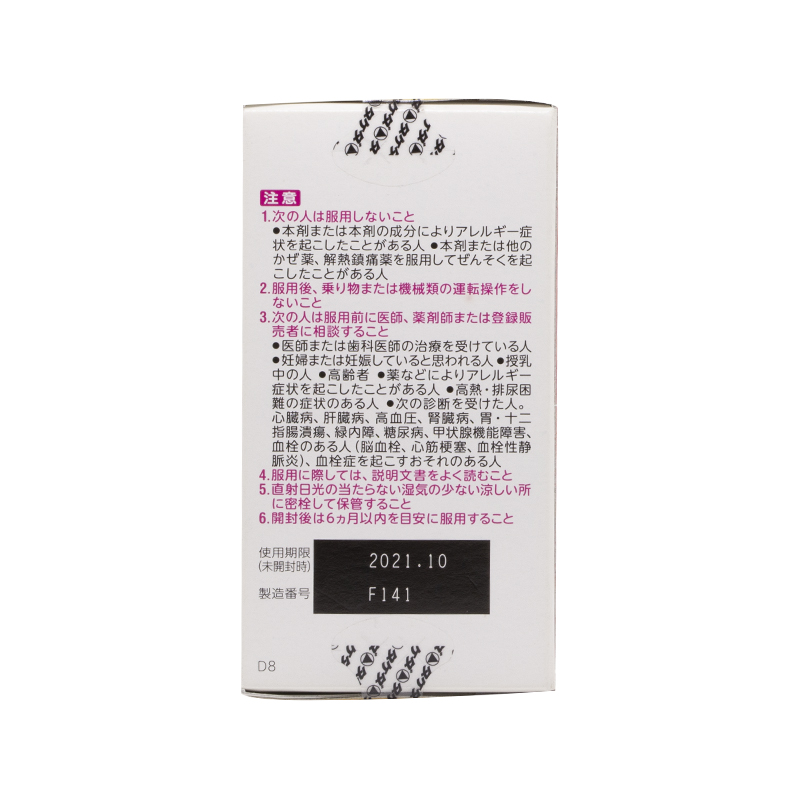 タケダ タケダ
注意
1.次の人は服用しないこと
●本剤または本剤の成分によりアレルギー症
状を起こしたことがある人 ●本剤または他の
かぜ薬、解熱鎮痛薬を服用してぜんそくを起
こしたことがある人
2.服用後、乗り物または機械類の運転操作をし
ないこと
3.次の人は服用前に医師、薬剤師または登録販
売者に相談すること
●医師または歯科医師の治療を受けている人
●妊婦または妊娠していると思われる人 ●授乳
中の人 ●高齢者 ●薬などによりアレルギー
症状を起こしたことがある人 ●高熱・排尿困
難の症状のある人 ●次の診断を受けた人。
心臓病、肝臓病、高血圧、腎臓病、胃・十二
指腸潰瘍、緑内障、糖尿病、甲状腺機能障害、
血栓のある人(脳血栓、心筋梗塞、血栓性静
脈炎)、血栓症を起こすおそれのある人
4.服用に際しては、説明文書をよく読むこと
5.直射日光の当たらない湿気の少ない涼しい所
に密栓して保管すること
6.開封後は6ヵ月以内を目安に服用すること
使用期限
(未開封時)
2021.10
製造番号
F141
タケダ タケダ
D8